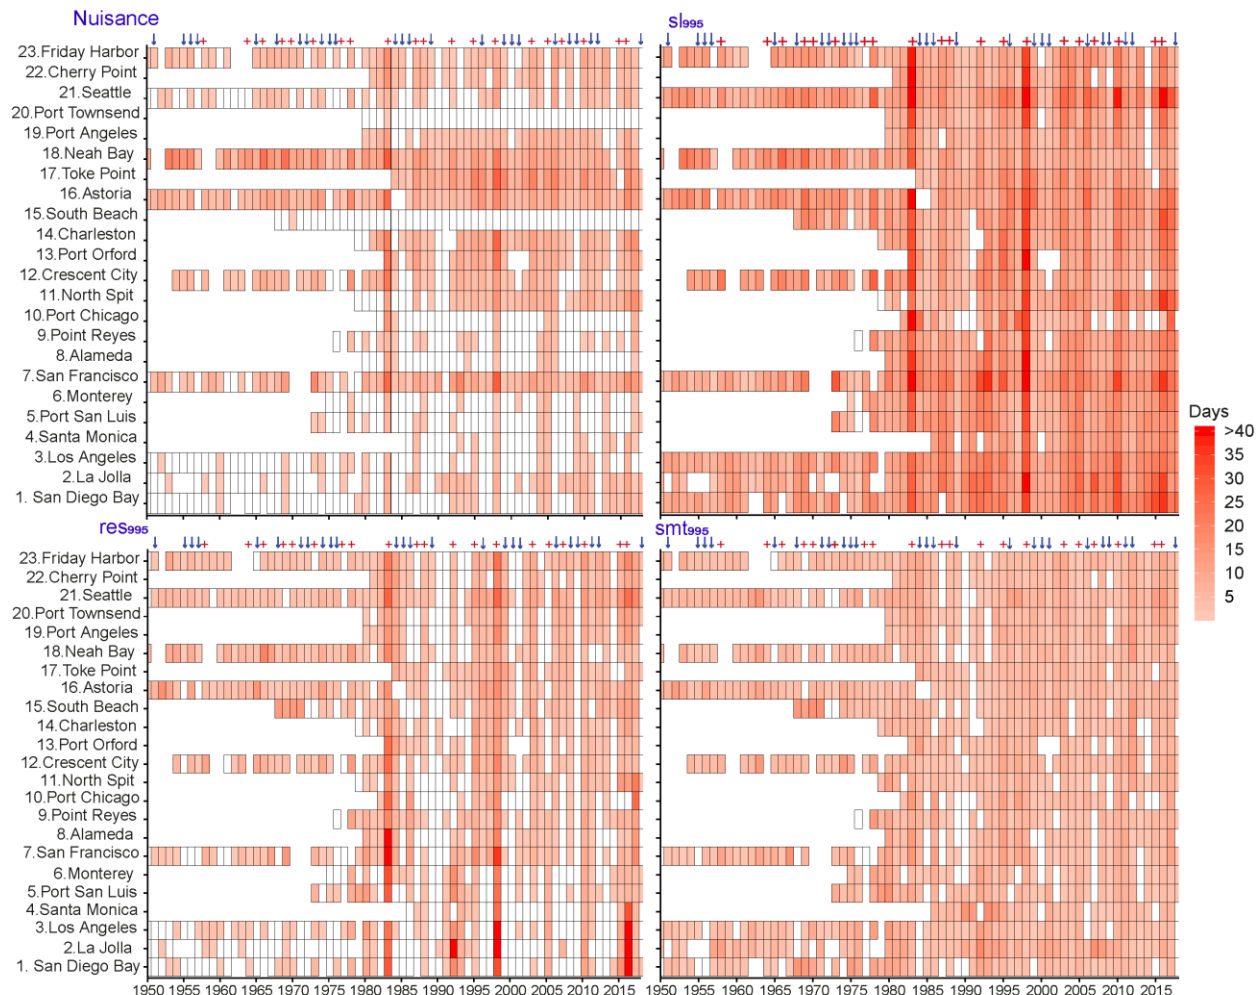 Nuisance
sl995
23.Friday Harbor
22.Cherry Point
21.Seattle
20.Port Townsend
19.Port Angeles
18.Neah Bay
17.Toke Point
16.Astoria
15.South Beach
14.Charleston
13.Port Orford
12.Crescent City
11.North Spit
10.Port Chicago
9.Point Reyes
8.Alameda
7.San Francisco
6.Monterey
5.Port San Luis
4.Santa Monica
3.Los Angeles
2.La Jolla
1. San Diego Bay
Days
>40
35
30
25
20
15
10
5
res995
smt995
23.Friday Harbor
22.Cherry Point
21.Seattle
20.Port Townsend
19.Port Angeles
18.Neah Bay
17.Toke Point
16.Astoria
15.South Beach
14.Charleston
13.Port Orford
12.Crescent City
11.North Spit
10.Port Chicago
9.Point Reyes
8.Alameda
7.San Francisco
6.Monterey
5.Port San Luis
4.Santa Monica
3.Los Angeles
2.La Jolla
1. San Diego Bay
1950 1955 1960 1965 1970 1975 1980 1985 1990 1995 2000 2005 2010 2015
1950 1955 1960 1965 1970 1975 1980 1985 1990 1995 2000 2005 2010 2015